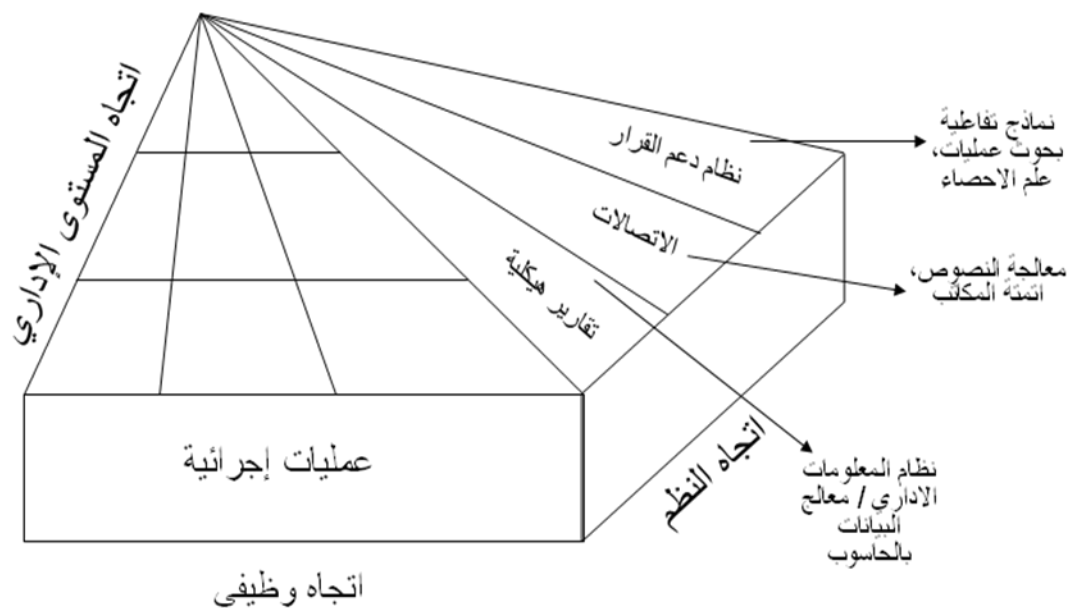 اتجاه المستوى الإداري
نظام دعم القرار
الاتصالات
تقارير هيكلية
نماذج تفاعلية
بحوث عمليات،
علم الاحصاء
معالجة النصوص،
اتمتة المكاتب
نظام المعلومات
الاداري / معالج
البيانات
بالحاسوب
اتجاه النظم
عمليات إجرائية
اتجاه وظيفي